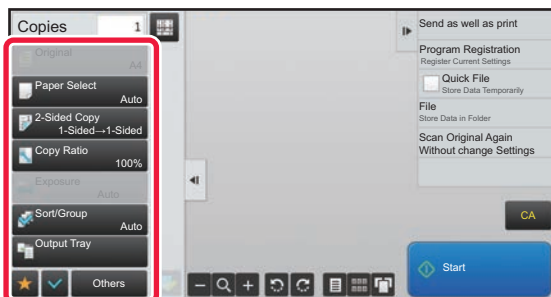 Copies 1
Original
A4
Paper Select
Auto
2-Sided Copy
1-Sided→1-Sided
Copy Ratio
100%
Exposure
Auto
Sort/Group
Auto
Output Tray
Others
Send as well as print
Program Registration
Register Current Settings
Quick File
Store Data Temporarily
File
Store Data in Folder
Scan Original Again
Without change Settings
CA
Start